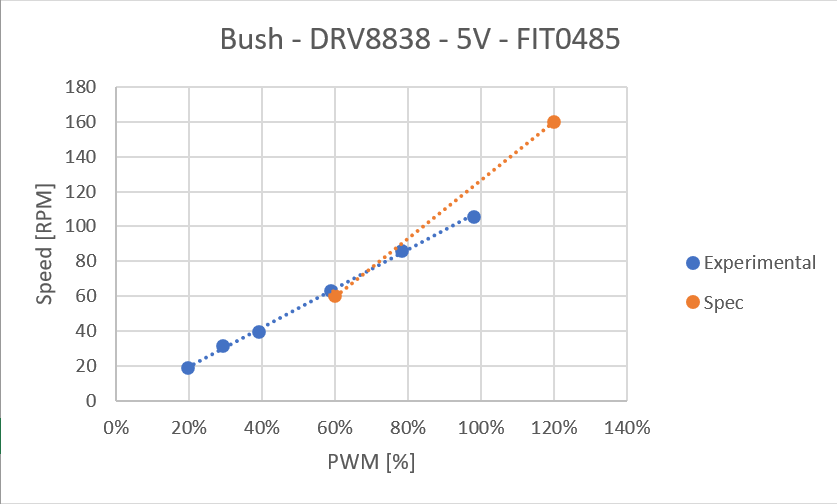 Bush - DRV8838 - 5V - FIT0485
180
160
140
120
100
80
60
40
20
0
Speed [RPM]
0% 20% 40% 60% 80% 100% 120% 140%
PWM [%]
Experimental
Spec